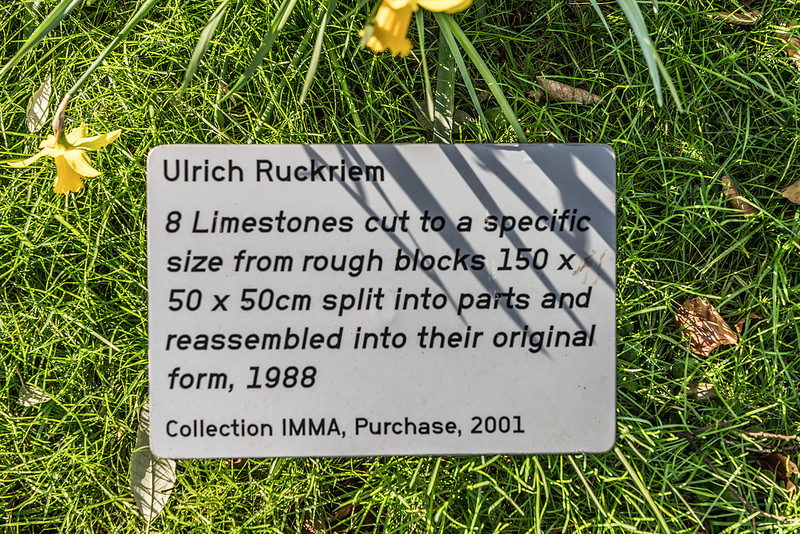 Ulrich Ruckriem
8 Limestones cut to a specific
size from rough blocks 150 x
50 x 50cm split into parts and
reassembled into their original
form, 1988
Collection IMMA, Purchase, 2001